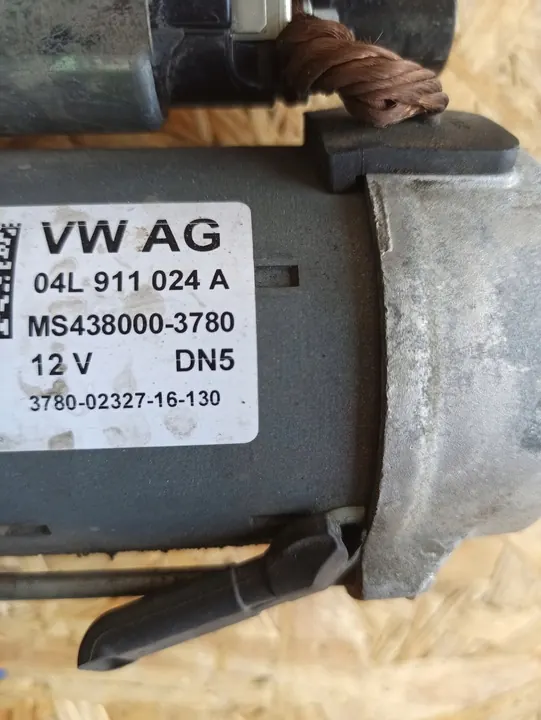 VW AG
04L 911 024 A
MS438000-3780
12 V DN5
3780-02327-16-130